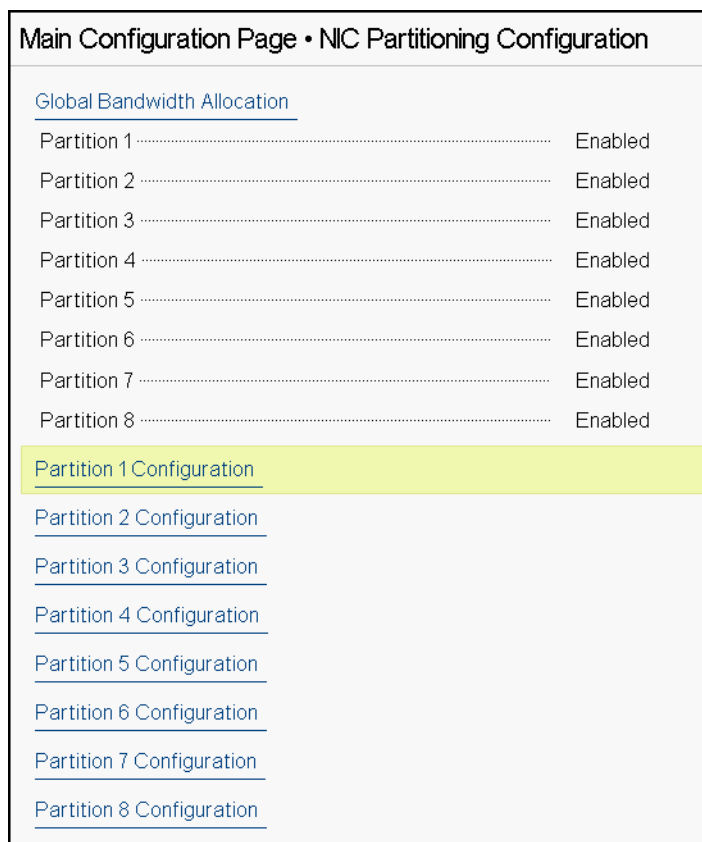 Main Configuration Page • NIC Partitioning Configuration
Global Bandwidth Allocation
Partition 1 Enabled
Partition 2 Enabled
Partition 3 Enabled
Partition 4 Enabled
Partition 5 Enabled
Partition 6 Enabled
Partition 7 Enabled
Partition 8 Enabled
Partition 1 Configuration
Partition 2 Configuration
Partition 3 Configuration
Partition 4 Configuration
Partition 5 Configuration
Partition 6 Configuration
Partition 7 Configuration
Partition 8 Configuration